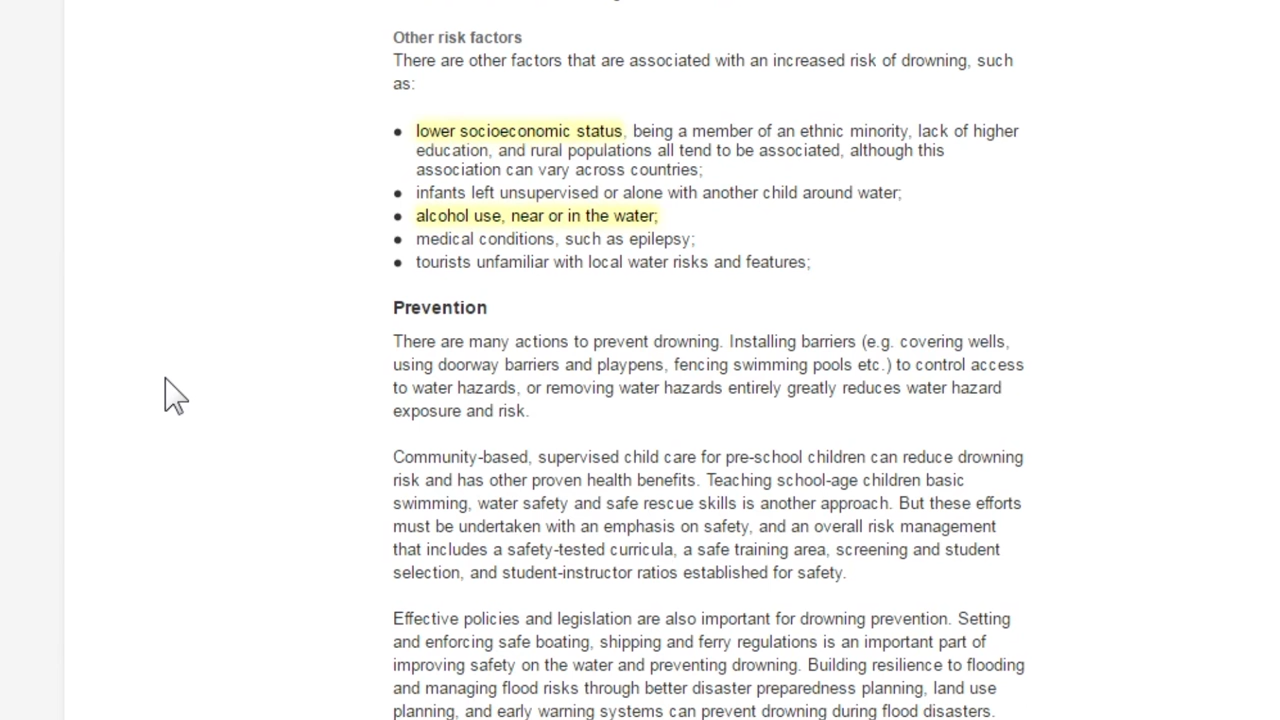 Other risk factors
There are other factors that are associated with an increased risk of drowning, such
as:
● lower socioeconomic status, being a member of an ethnic minority, lack of higher
education, and rural populations all tend to be associated, although this
association can vary across countries;
● infants left unsupervised or alone with another child around water;
● alcohol use, near or in the water;
● medical conditions, such as epilepsy;
● tourists unfamiliar with local water risks and features;
Prevention
There are many actions to prevent drowning. Installing barriers (e.g. covering wells,
using doorway barriers and playpens, fencing swimming pools etc.) to control access
to water hazards, or removing water hazards entirely greatly reduces water hazard
exposure and risk.
Community-based, supervised child care for pre-school children can reduce drowning
risk and has other proven health benefits. Teaching school-age children basic
swimming, water safety and safe rescue skills is another approach. But these efforts
must be undertaken with an emphasis on safety, and an overall risk management
that includes a safety-tested curricula, a safe training area, screening and student
selection, and student-instructor ratios established for safety.
Effective policies and legislation are also important for drowning prevention. Setting
and enforcing safe boating, shipping and ferry regulations is an important part of
improving safety on the water and preventing drowning. Building resilience to flooding
and managing flood risks through better disaster preparedness planning, land use
planning, and early warning systems can prevent drowning during flood disasters.